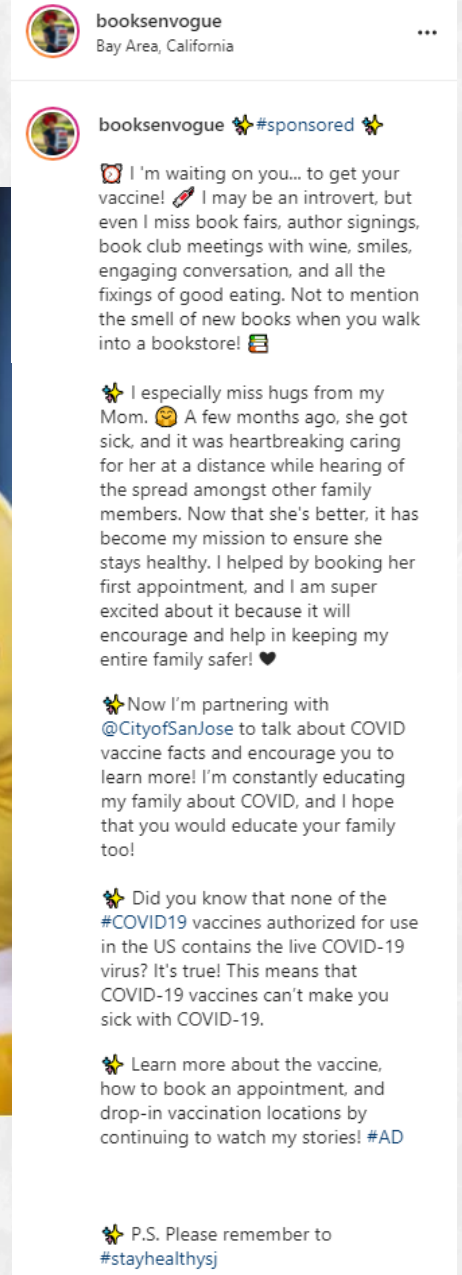 booksenvogue
Bay Area, California
•••
booksenvogue ✨#sponsored ✨
⏰ I 'm waiting on you... to get your
vaccine! 💉 I may be an introvert, but
even I miss book fairs, author signings,
book club meetings with wine, smiles,
engaging conversation, and all the
fixings of good eating. Not to mention
the smell of new books when you walk
into a bookstore! 📚
✨ I especially miss hugs from my
Mom. 🤗 A few months ago, she got
sick, and it was heartbreaking caring
for her at a distance while hearing of
the spread amongst other family
members. Now that she's better, it has
become my mission to ensure she
stays healthy. I helped by booking her
first appointment, and I am super
excited about it because it will
encourage and help in keeping my
entire family safer! 🖤
✨Now I'm partnering with
@CityofSanJose to talk about COVID
vaccine facts and encourage you to
learn more! I'm constantly educating
my family about COVID, and I hope
that you would educate your family
too!
✨ Did you know that none of the
#COVID19 vaccines authorized for use
in the US contains the live COVID-19
virus? It's true! This means that
COVID-19 vaccines can't make you
sick with COVID-19.
✨ Learn more about the vaccine,
how to book an appointment, and
drop-in vaccination locations by
continuing to watch my stories! #AD
✨ P.S. Please remember to
#stayhealthysj